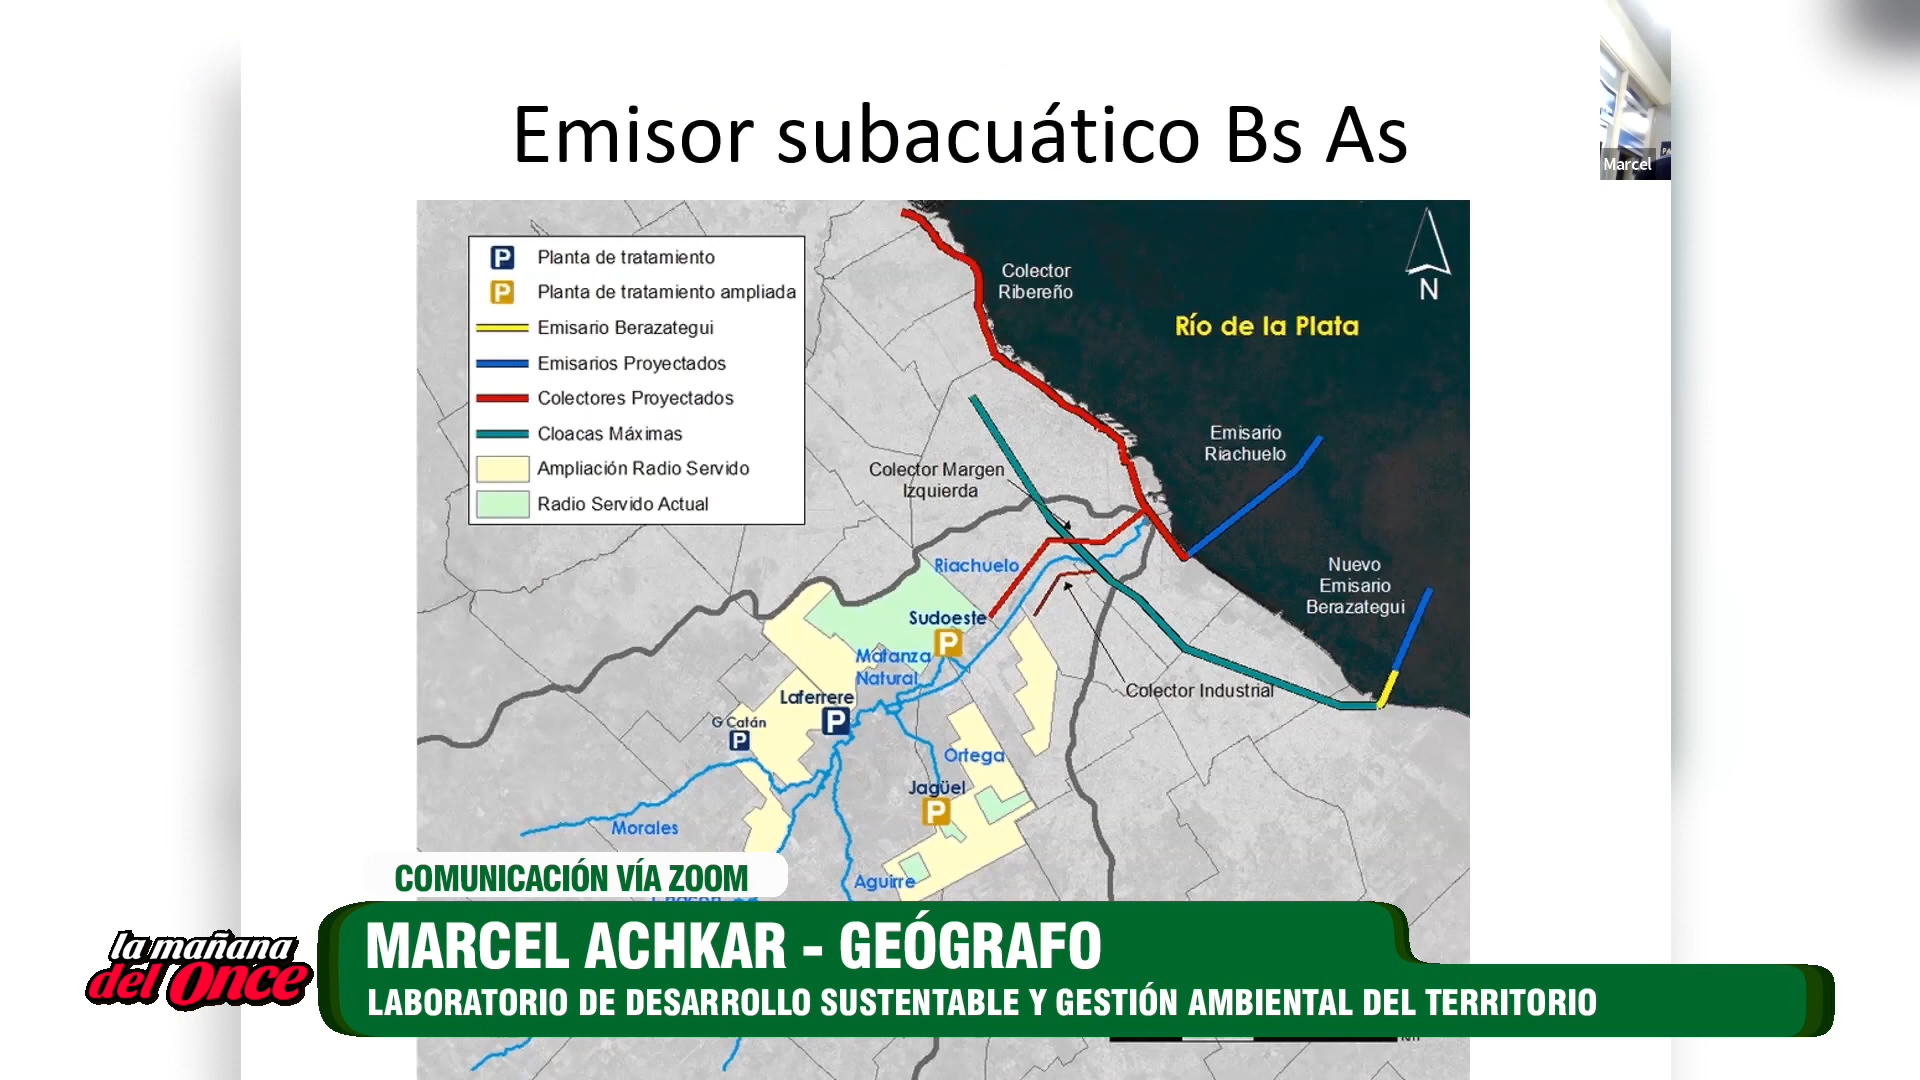 Emisor subacuático Bs As
Marcel
P Planta de tratamiento
P Planta de tratamiento ampliada
Emisario Berazategui
Emisarios Proyectados
Colectores Proyectados
Cloacas Máximas
Ampliación Radio Servido
Radio Servido Actual
Colector
Ribereño
N
Río de la Plata
Emisario
Riachuelo
Colector Margen
Izquierda
Nuevo
Emisario
Berazategui
Riachuelo
Sudoeste
P
Matanza
Natural
Laferrere
P
G Catán
P
Colector Industrial
Ortega
Jagüel
P
Morales
Aguirre
COMUNICACIÓN VÍA ZOOM
la mañana
del Once
MARCEL ACHKAR - GEÓGRAFO
LABORATORIO DE DESARROLLO SUSTENTABLE Y GESTIÓN AMBIENTAL DEL TERRITORIO